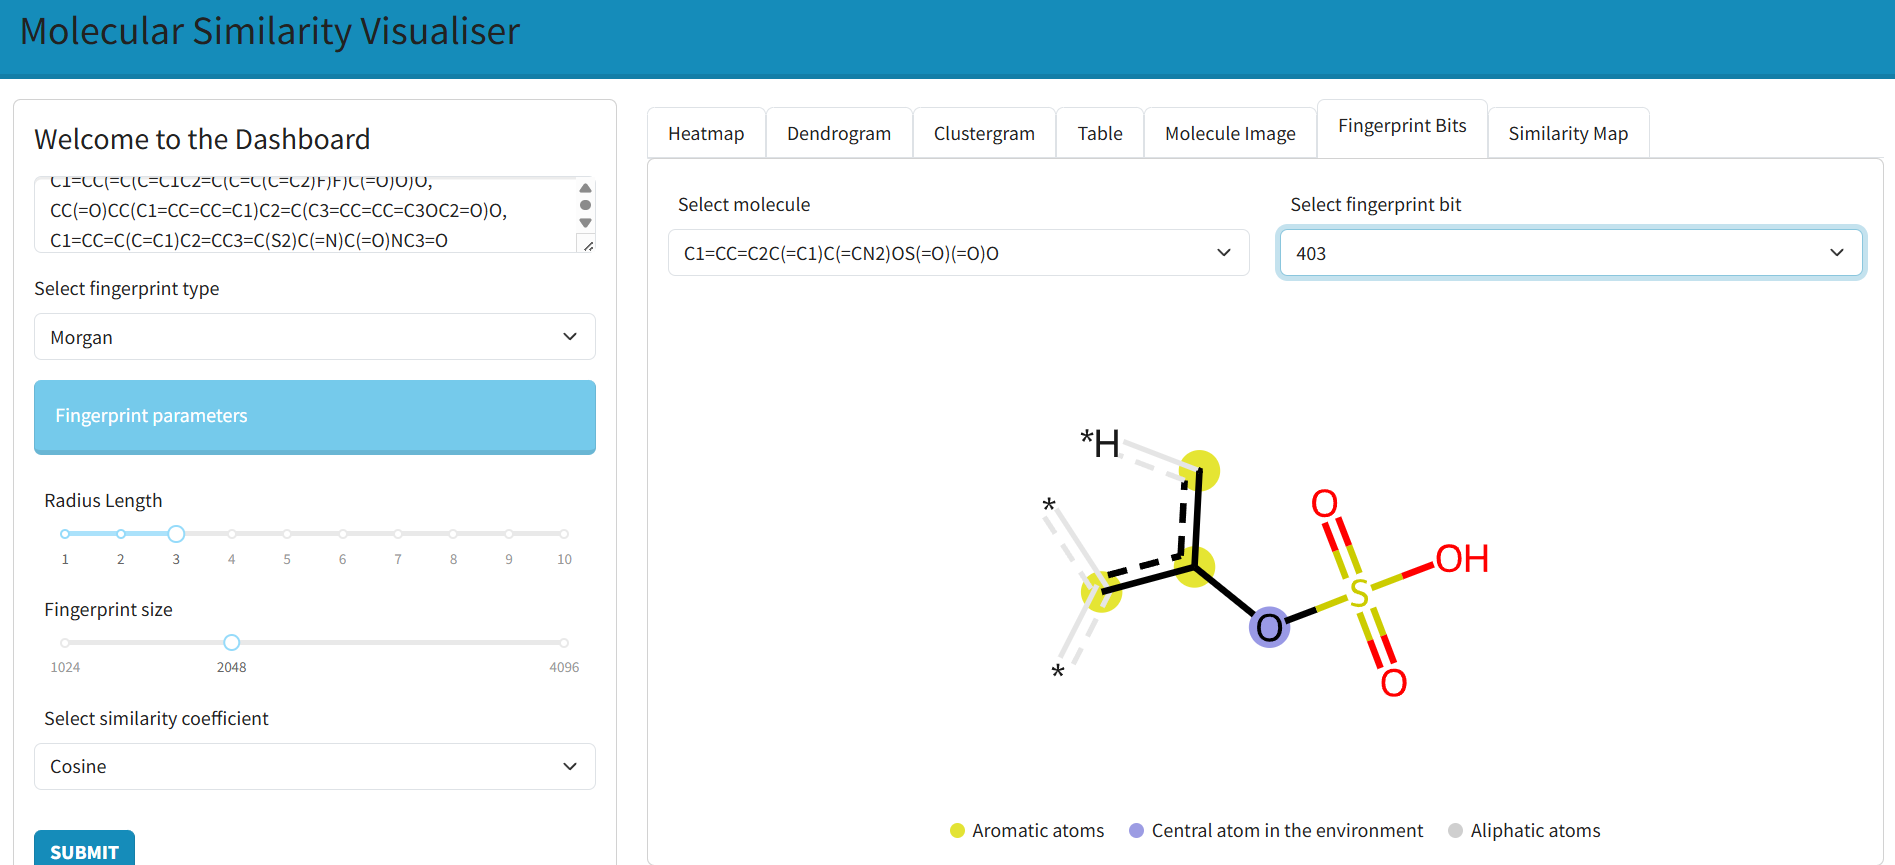 Molecular Similarity Visualiser
Welcome to the Dashboard
C1=CC(=C(C=C1C2=C(C=C(C=C2)F)F)C(=O)O)O,
CC(=O)CC(C1=CC=CC=C1)C2=C(C3=CC=CC=C3OC2=O)O,
C1=CC=C(C=C1)C2=CC3=C(S2)C(=N)C(=O)NC3=O
Select fingerprint type
Morgan
Fingerprint parameters
Radius Length
1 2 3 4 5 6 7 8 9 10
Fingerprint size
1024 2048 4096
Select similarity coefficient
Cosine
SUBMIT
Heatmap Dendrogram Clustergram Table Molecule Image Fingerprint Bits Similarity Map
Select molecule Select fingerprint bit
C1=CC=C2C(=C1)C(=CN2)OS(=O)(=O)O 403
*H
*
O
OH
S
O
*
O
Aromatic atoms Central atom in the environment Aliphatic atoms